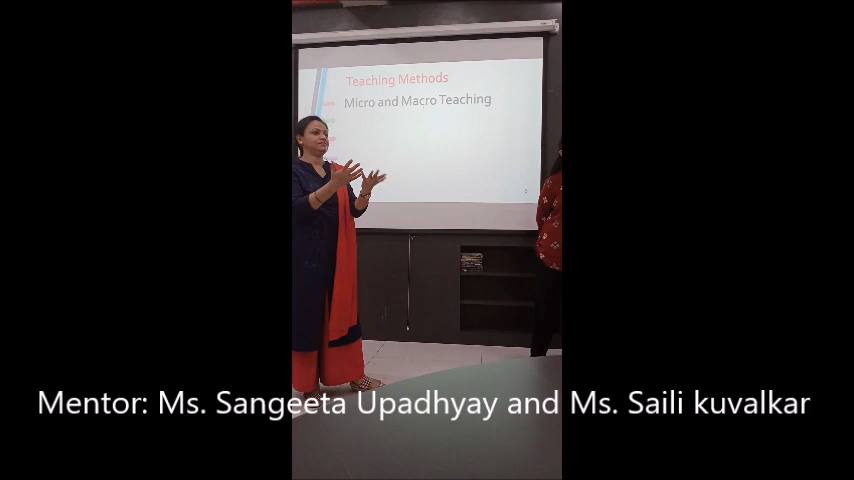 Teaching Methods
Micro and Macro Teaching
Mentor: Ms. Sangeeta Upadhyay and Ms. Saili kuvalkar